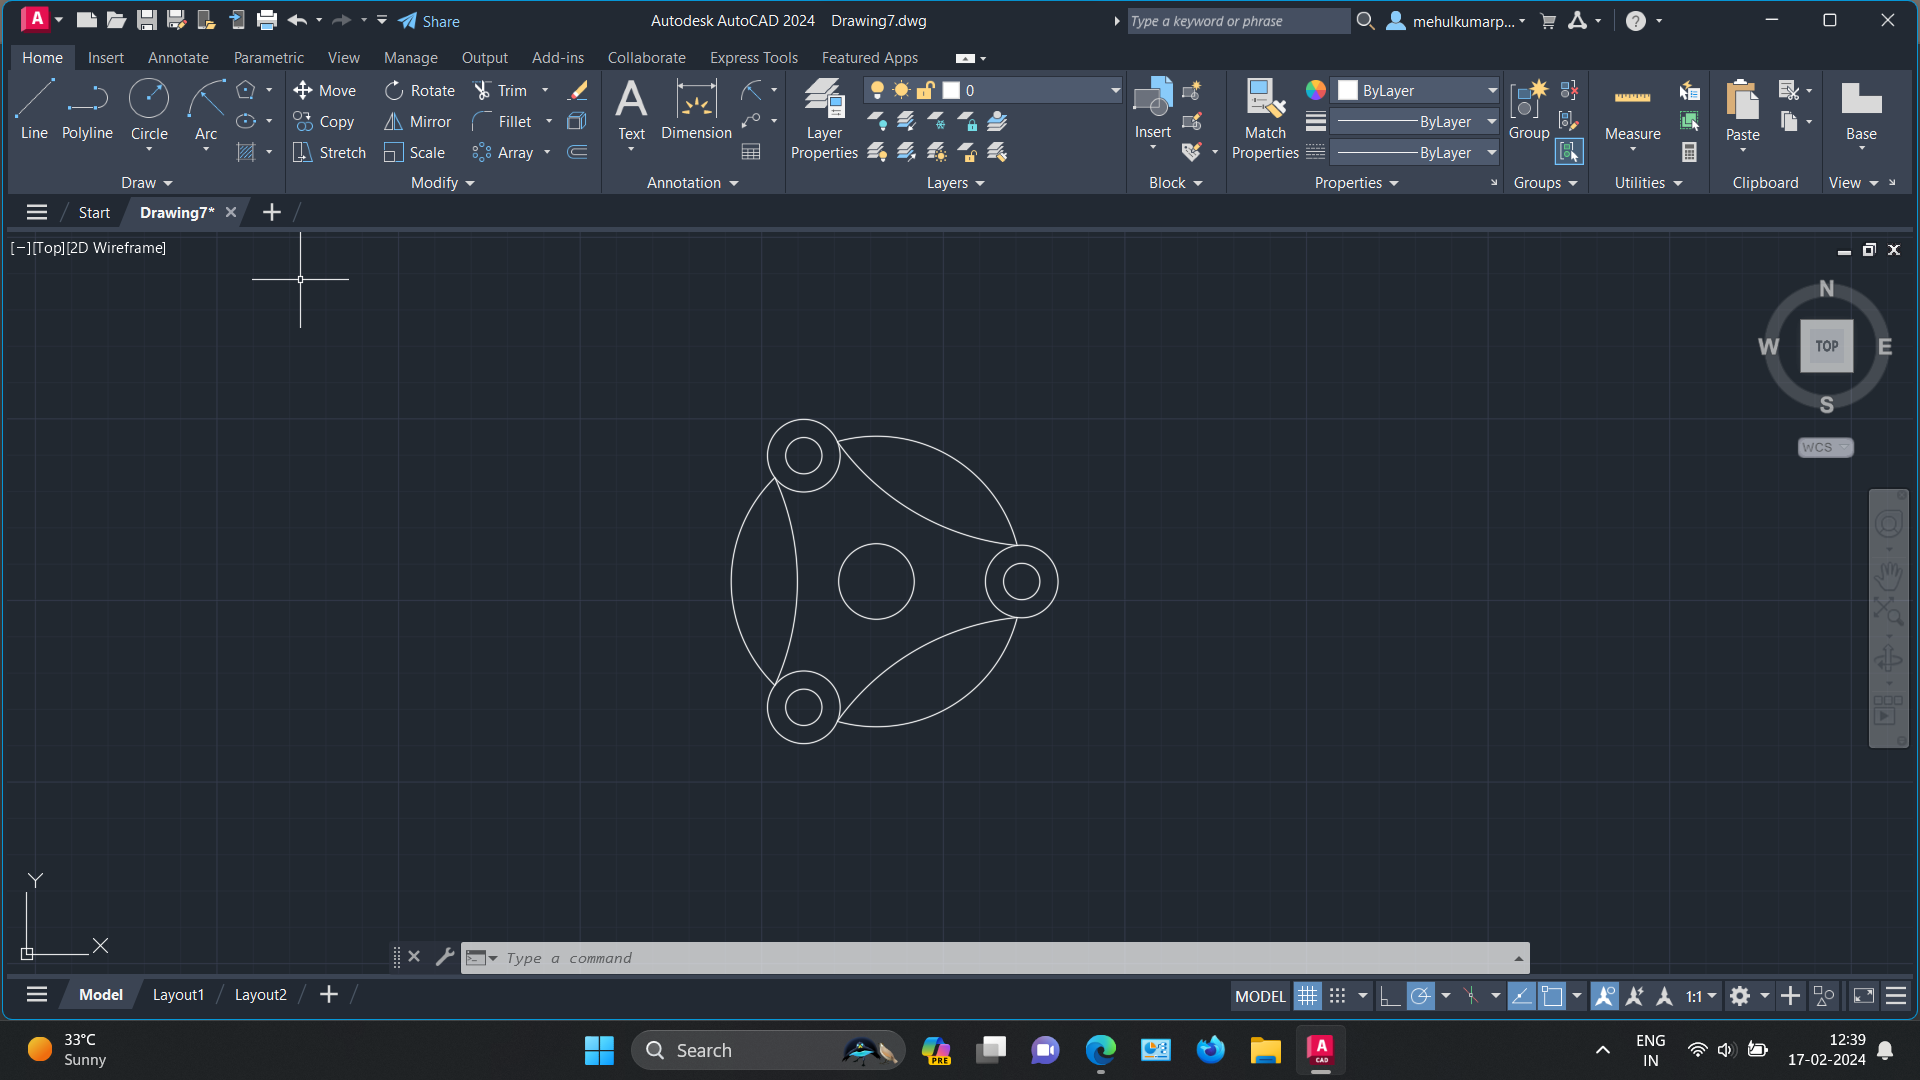 A Share Autodesk AutoCAD 2024 Drawing7.dwg Type a keyword or phrase mehulkumarp... ?
Home Insert Annotate Parametric View Manage Output Add-ins Collaborate Express Tools Featured Apps
Line Polyline Circle Arc
Move Rotate Trim
Copy Mirror Fillet
Stretch Scale Array
A
Text Dimension
Layer
Properties
0
Insert
Match
Properties
ByLayer
ByLayer
ByLayer
Group
Measure
Paste
Base
Draw Modify Annotation Layers Block Properties Groups Utilities Clipboard View
Start Drawing7* +
[−][Top][2D Wireframe]
N
W TOP E
S
WCS
Y
X
Type a command
Model Layout1 Layout2 + MODEL 1:1
33°C
Sunny
Search
PRE
A
CAD
ENG
IN
12:39
17-02-2024